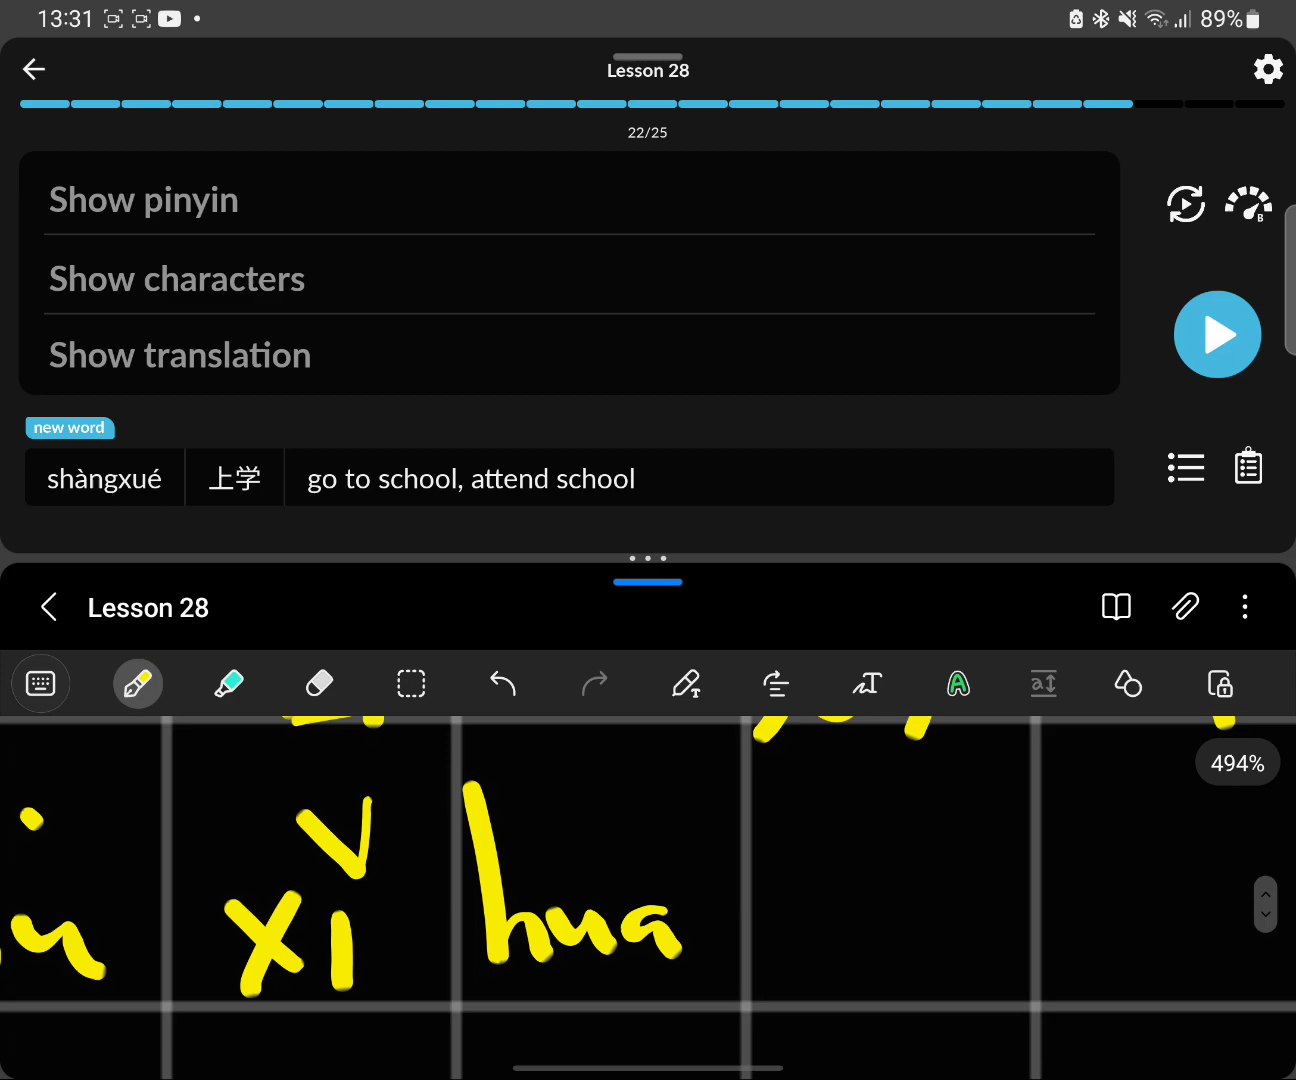 13:31
89%
Lesson 28
22/25
Show pinyin
Show characters
Show translation
new word
shàngxué 上学 go to school, attend school
Lesson 28
494%
xǐ hua